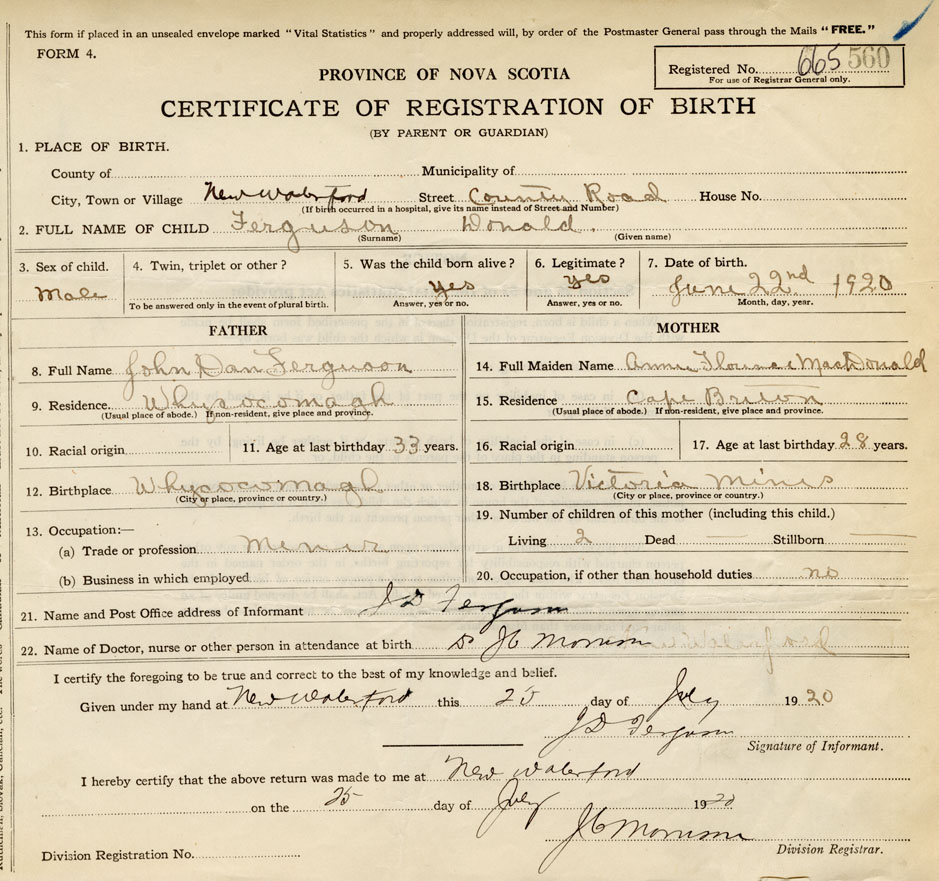 This form if placed in an unsealed envelope marked "Vital Statistics" and properly addressed will, by order of the Postmaster General pass through the Mails "FREE."
FORM 4.
Registered No. 665 560
For use of Registrar General only.
PROVINCE OF NOVA SCOTIA
CERTIFICATE OF REGISTRATION OF BIRTH
(BY PARENT OR GUARDIAN)
1. PLACE OF BIRTH.
County of Municipality of
City, Town or Village New Waterford Street County Road House No.
(If birth occurred in a hospital, give its name instead of Street and Number)
2. FULL NAME OF CHILD Ferguson Donald.
(Surname) (Given name)
3. Sex of child. 4. Twin, triplet or other? 5. Was the child born alive? 6. Legitimate? 7. Date of birth.
Male yes yes June 22nd 1920
To be answered only in the event of plural birth. Answer, yes or no. Answer, yes or no. Month, day, year.
FATHER
8. Full Name John Dan Ferguson
9. Residence. Whycocomagh
(Usual place of abode.) If non-resident, give place and province.
10. Racial origin 11. Age at last birthday 33 years.
12. Birthplace Whycocomagh
(City or place, province or country.)
13. Occupation:—
(a) Trade or profession Mener
(b) Business in which employed
MOTHER
14. Full Maiden Name Annie Florence MacDonald
15. Residence Cape Breton
(Usual place of abode.) If non-resident, give place and province.
16. Racial origin 17. Age at last birthday 28 years.
18. Birthplace Victoria Mines
(City or place, province or country.)
19. Number of children of this mother (including this child.)
Living 2 Dead — Stillborn —
20. Occupation, if other than household duties no
21. Name and Post Office address of Informant J D Ferguson
22. Name of Doctor, nurse or other person in attendance at birth Dr JC Morrison
I certify the foregoing to be true and correct to the best of my knowledge and belief.
Given under my hand at New Waterford this 25 day of July 1920
J D Ferguson
Signature of Informant.
I hereby certify that the above return was made to me at New Waterford
on the 25 day of July 1920
JC Morrison
Division Registrar.
Division Registration No.